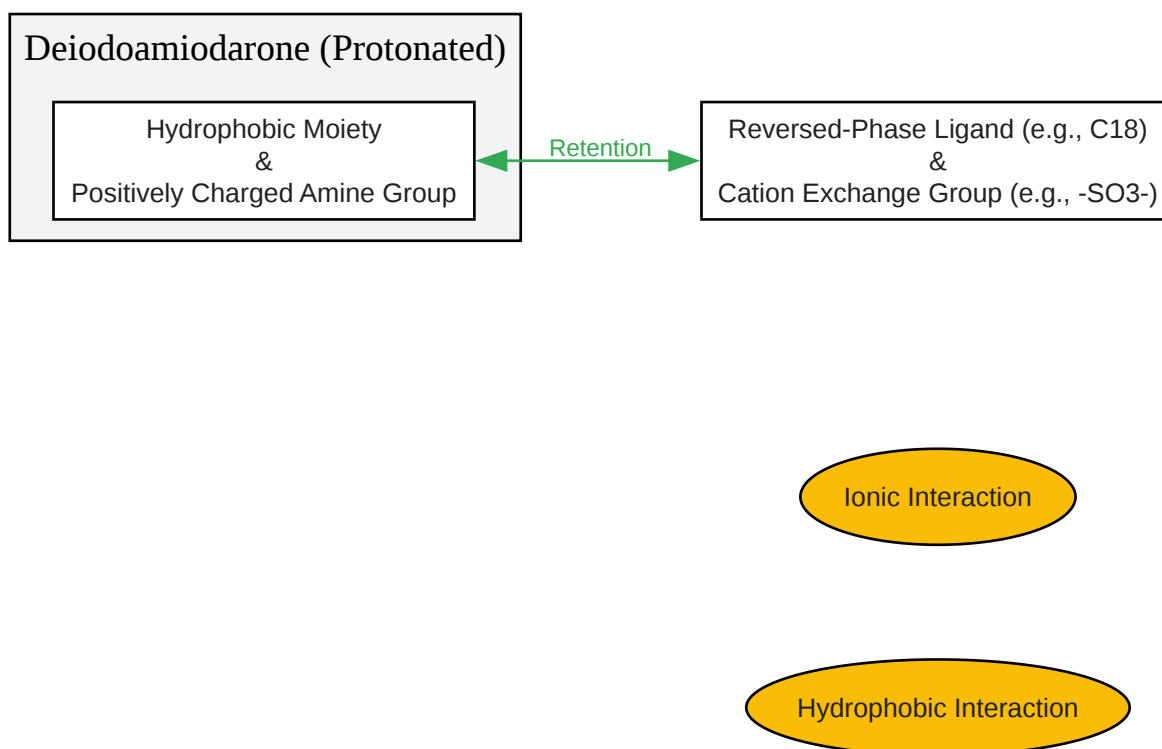 Deiodoamiodarone (Protonated)
Hydrophobic Moiety
&
Positively Charged Amine Group
Retention
Reversed-Phase Ligand (e.g., C18)
&
Cation Exchange Group (e.g., -SO3-)
Ionic Interaction
Hydrophobic Interaction